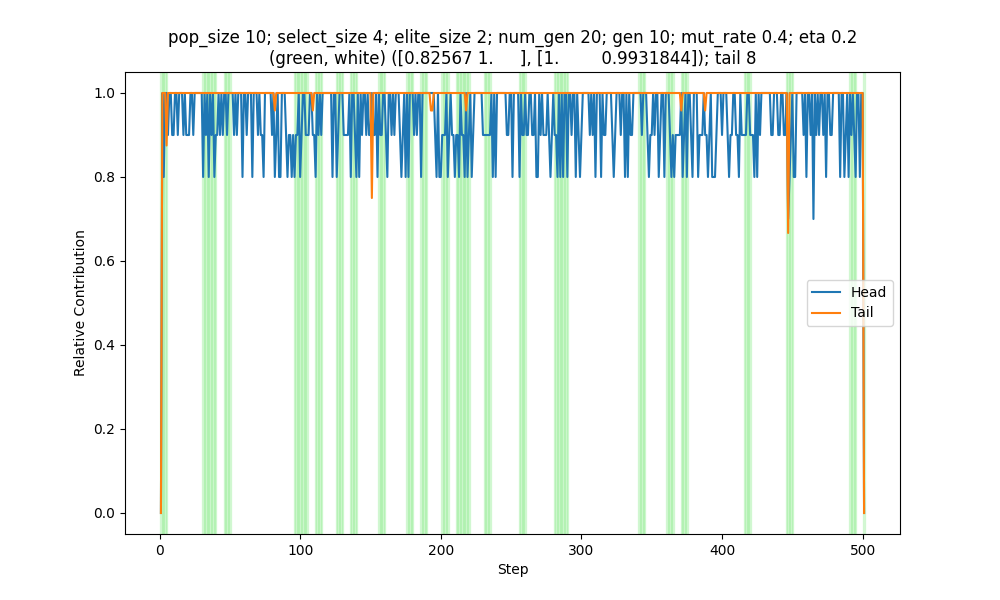 pop_size 10; select_size 4; elite_size 2; num_gen 20; gen 10; mut_rate 0.4; eta 0.2
(green, white) ([0.82567 1.     ], [1.        0.9931844]); tail 8
1.0
0.8
0.6
0.4
0.2
0.0
Relative Contribution
Head
Tail
0 100 200 300 400 500
Step